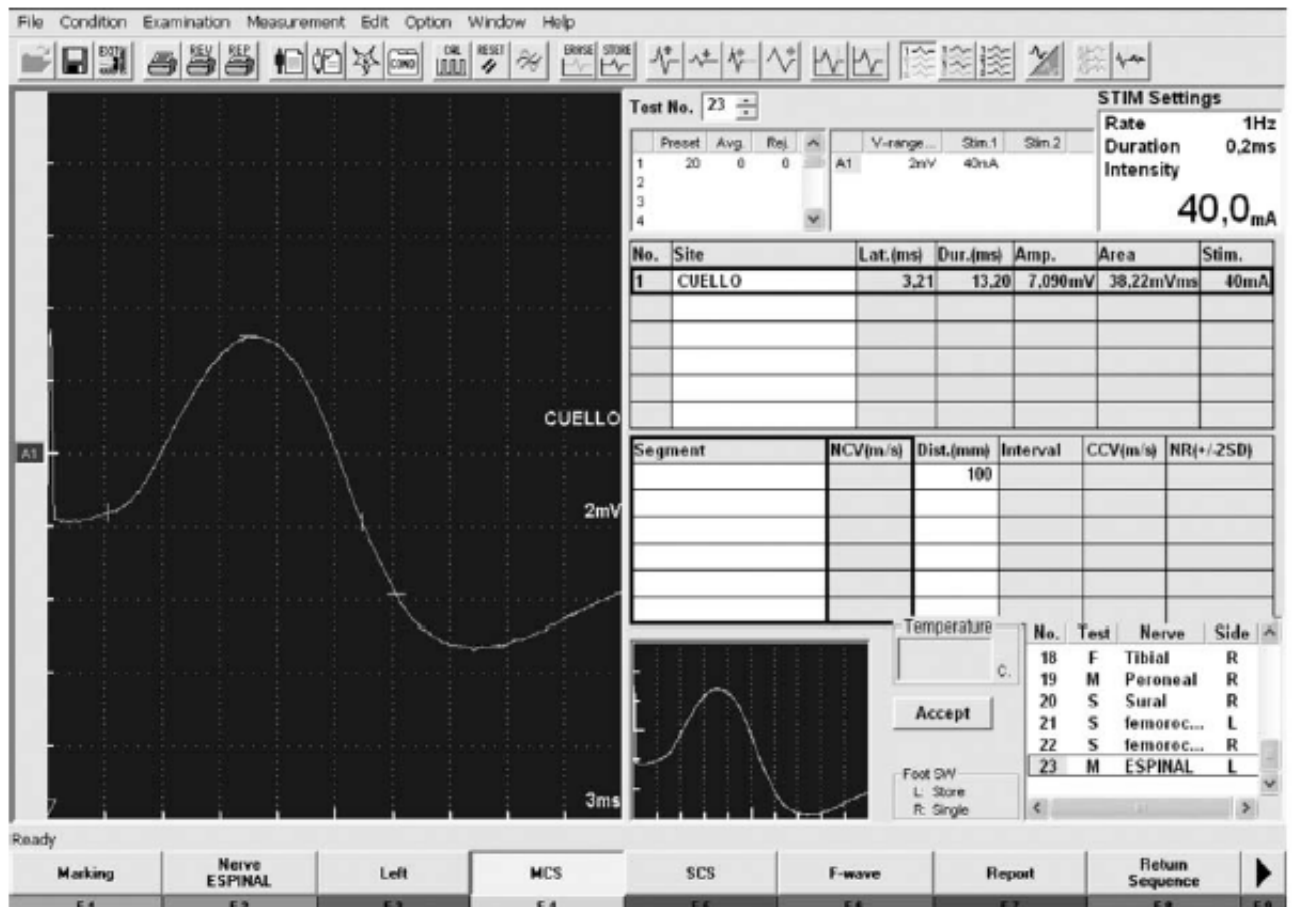 File Condition Examination Measurement Edit Option Window Help
EXIT REV REP COND CAL RESET ERASE STORE
Test No. 23
Preset Avg. Rej.
1 20 0 0
2
3
4
V-range... Stim.1 Stim.2
A1 2mV 40mA
STIM Settings
Rate 1Hz
Duration 0,2ms
Intensity
40,0mA
A1
CUELLO
2mV
3ms
No. Site Lat.(ms) Dur.(ms) Amp. Area Stim.
1 CUELLO 3,21 13,20 7,090mV 38,22mVms 40mA
Segment NCV(m/s) Dist.(mm) Interval CCV(m/s) NR(+/-2SD)
100
Temperature
C.
Accept
Foot SW
L: Store
R: Single
No. Test Nerve Side
18 F Tibial R
19 M Peroneal R
20 S Sural R
21 S femoroc... L
22 S femoroc... R
23 M ESPINAL L
Ready
Marking
Nerve
ESPINAL
Left
MCS
SCS
F-wave
Report
Return
Sequence